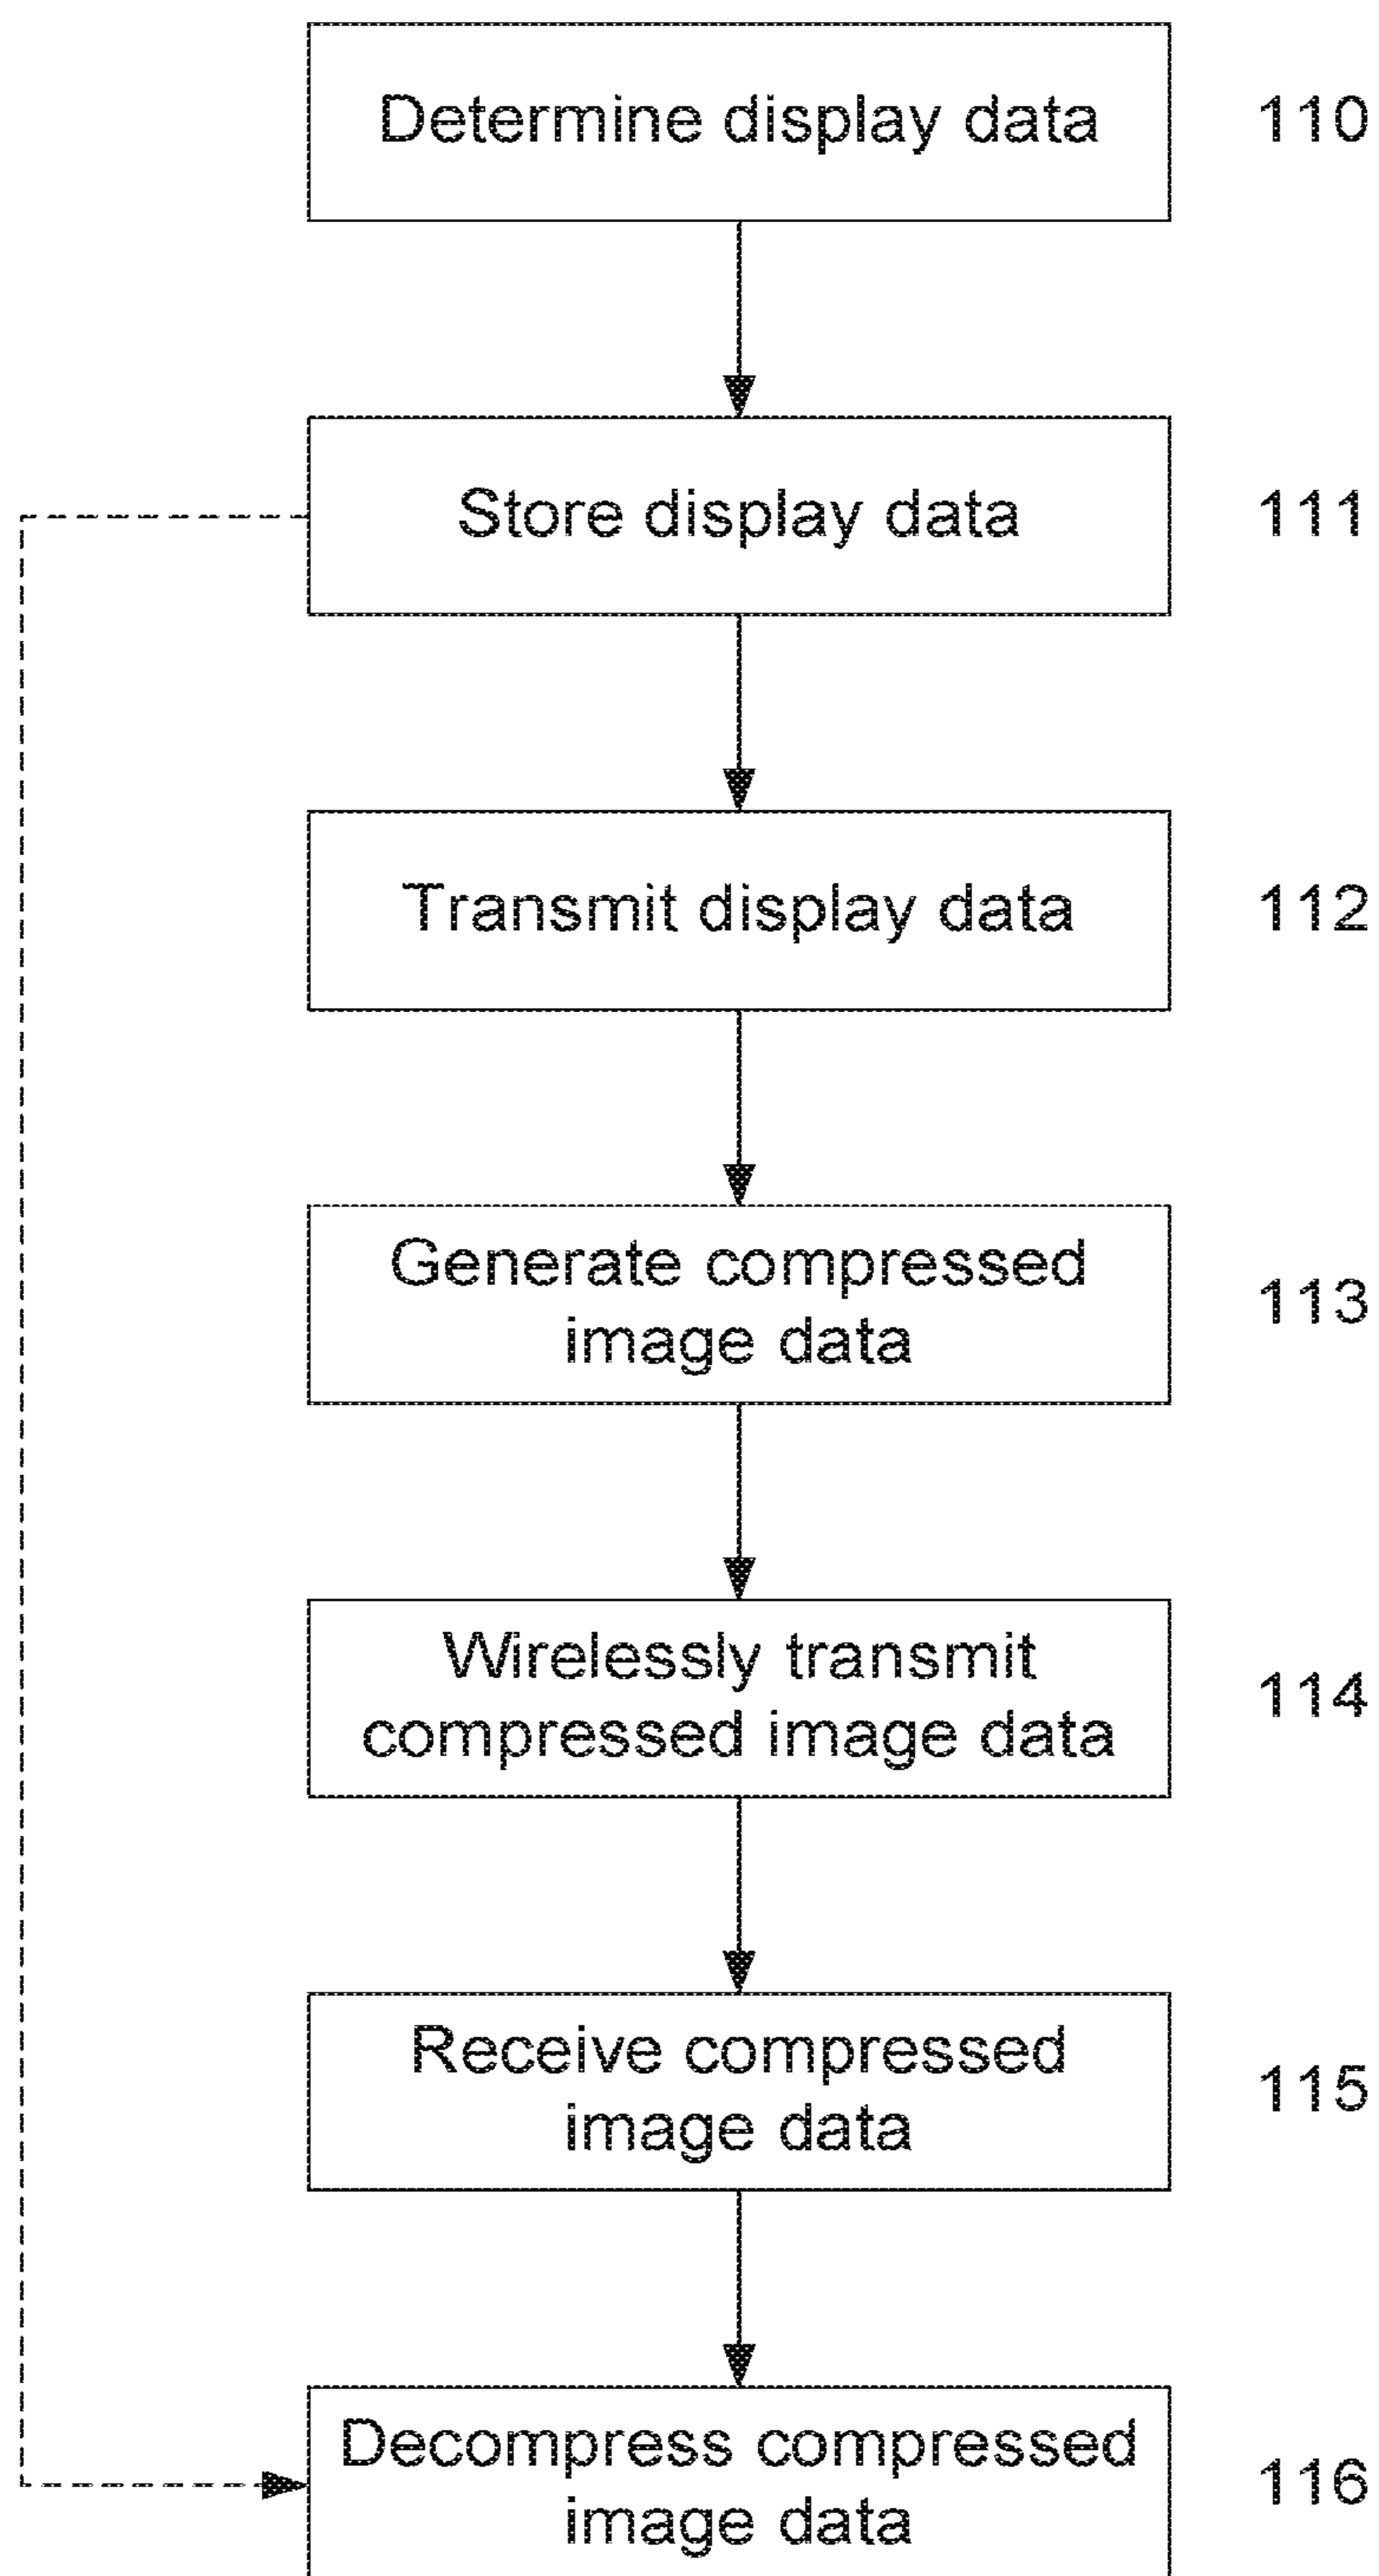 Determine display data
110
Store display data
111
Transmit display data
112
Generate compressed
image data
113
Wirelessly transmit
compressed image data
114
Receive compressed
image data
115
Decompress compressed
image data
116